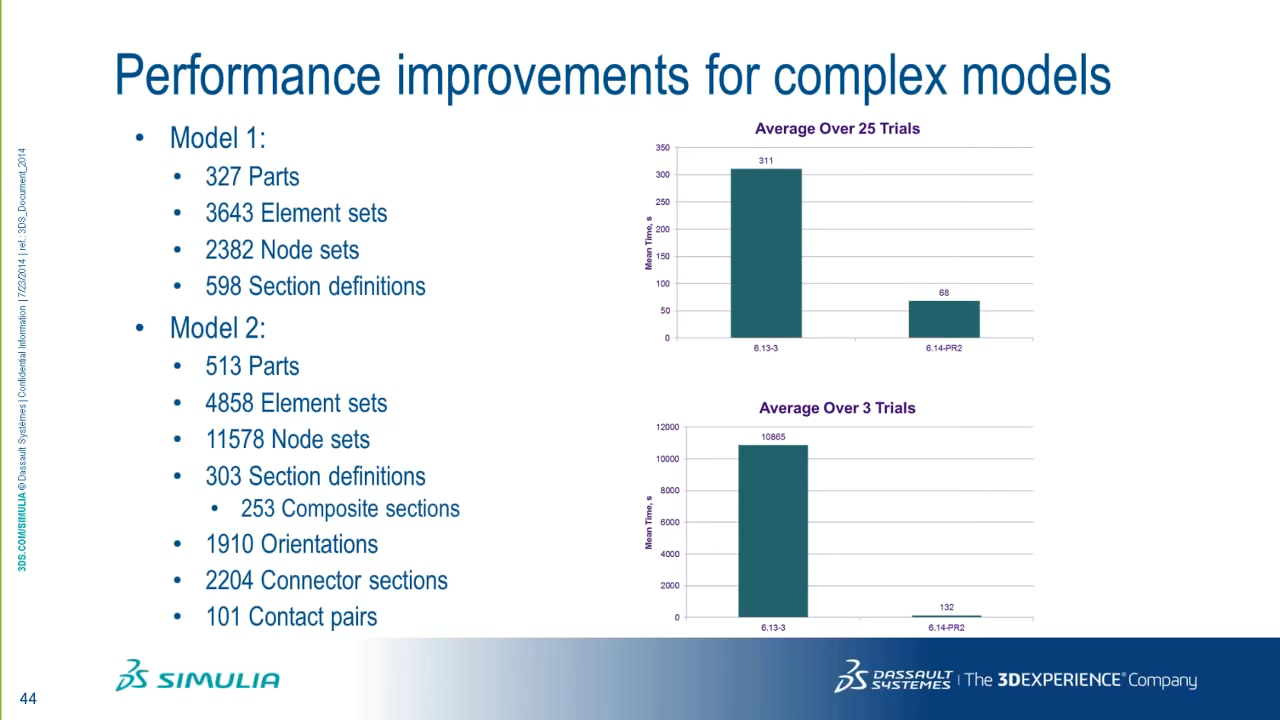 Performance improvements for complex models
• Model 1:
• 327 Parts
• 3643 Element sets
• 2382 Node sets
• 598 Section definitions
• Model 2:
• 513 Parts
• 4858 Element sets
• 11578 Node sets
• 303 Section definitions
• 253 Composite sections
• 1910 Orientations
• 2204 Connector sections
• 101 Contact pairs
Average Over 25 Trials
Mean Time, s
350
300
250
200
150
100
50
0
311
68
6.13-3
6.14-PR2
Average Over 3 Trials
Mean Time, s
12000
10000
8000
6000
4000
2000
0
10865
132
6.13-3
6.14-PR2
3DS.COM/SIMULIA © Dassault Systèmes | Confidential Information | 7/23/2014 | ref.: 3DS_Document_2014
44
3DS SIMULIA
3DS DASSAULT SYSTEMES | The 3DEXPERIENCE® Company